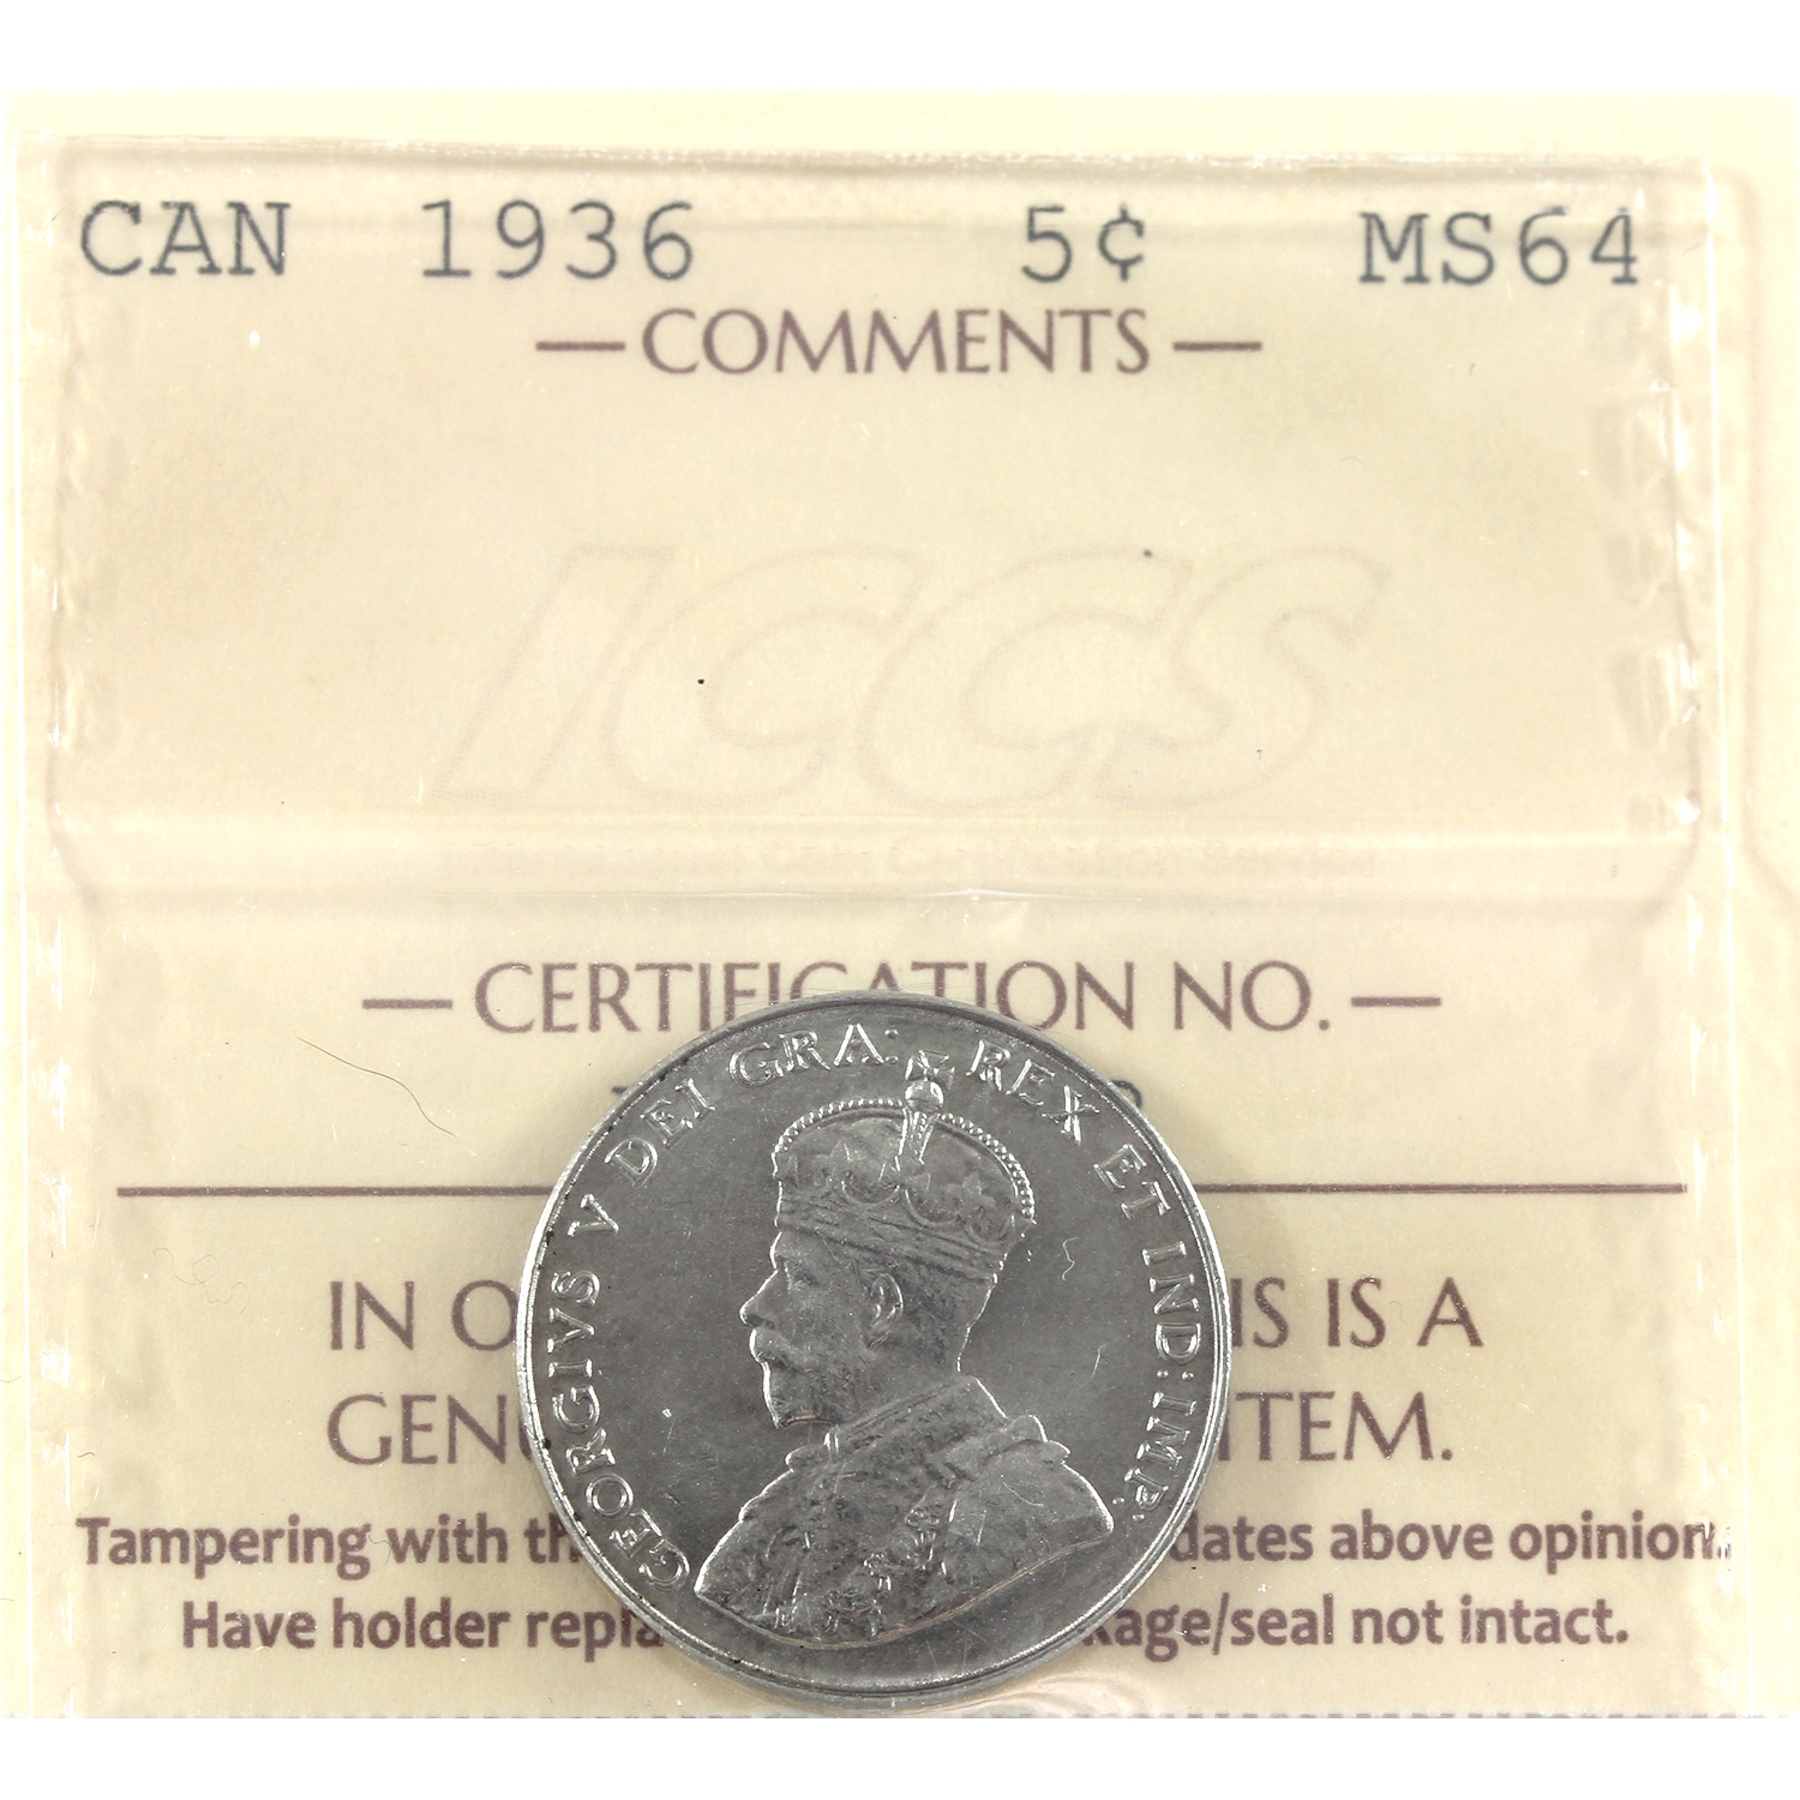 CAN 1936 5¢ MS64
— COMMENTS —
ICCS
— CERTIFICATION NO. —
GEORGIVS V DEI GRA: REX ET IND: IMP:
IN O IS IS A
GEN ITEM.
Tampering with th dates above opinion.
Have holder repla kage/seal not intact.